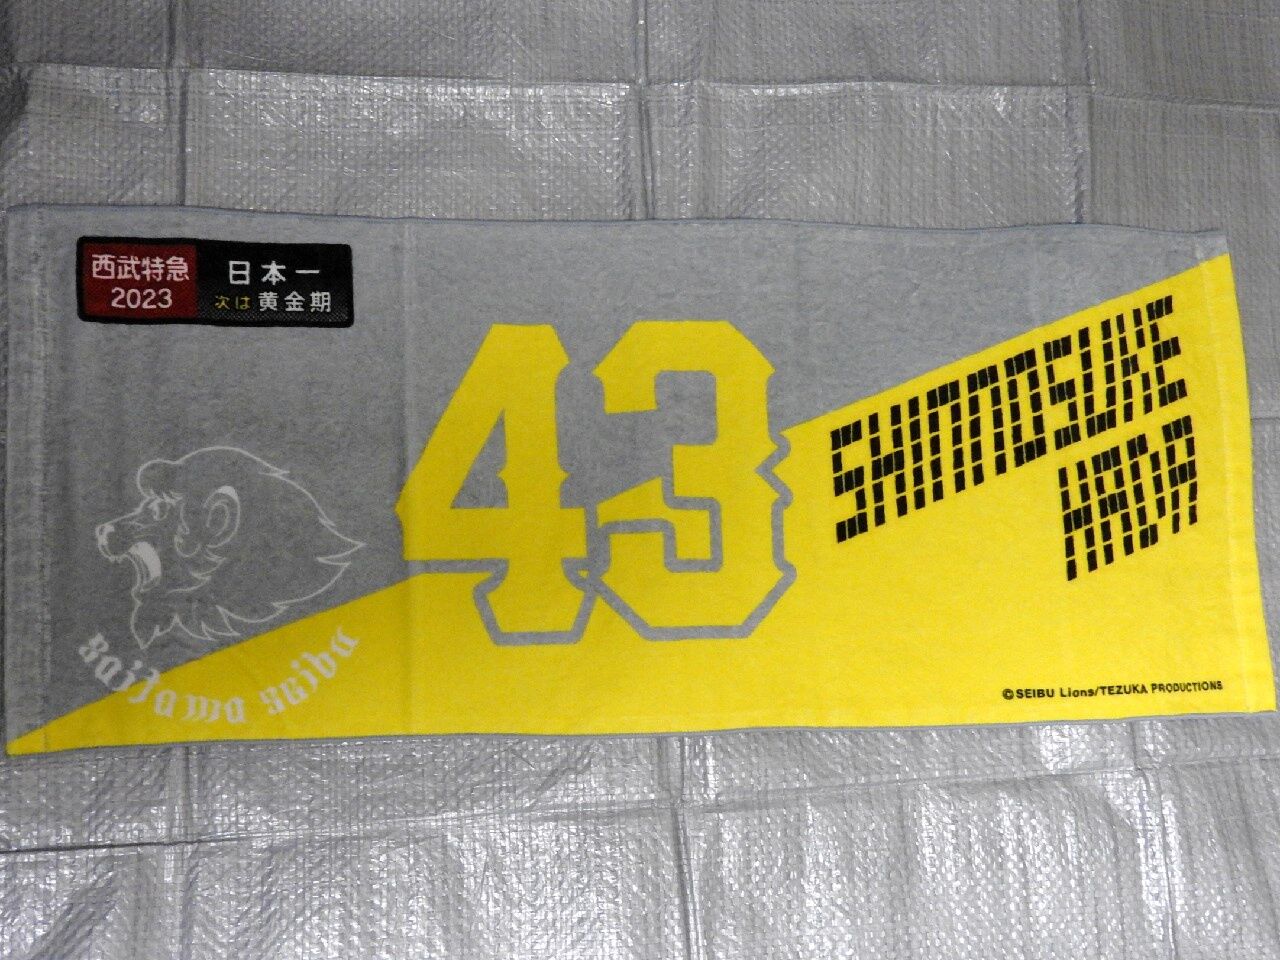 西武特急
2023
日本一
次は 黄金期
43
SHINNOSUKE
HADA
saitama seibu
©SEIBU Lions/TEZUKA PRODUCTIONS